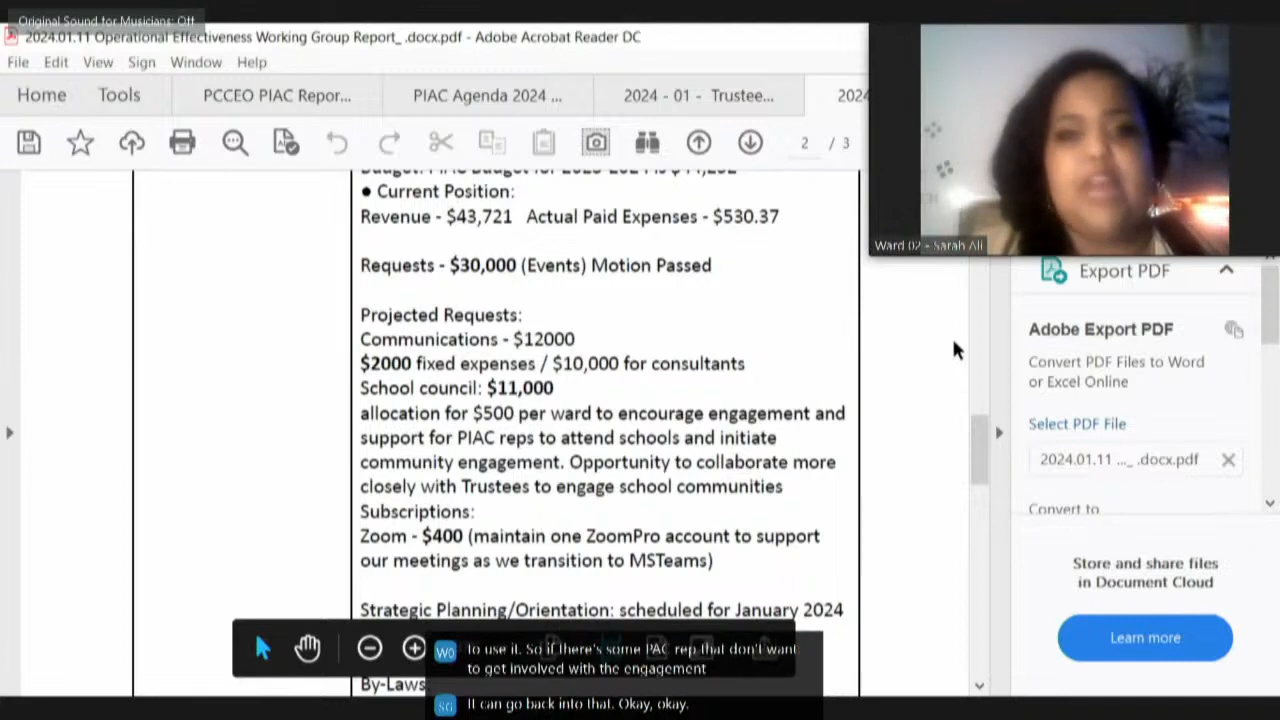 Original Sound for Musicians: Off
2024.01.11 Operational Effectiveness Working Group Report_ .docx.pdf - Adobe Acrobat Reader DC
File Edit View Sign Window Help
Home Tools PCCEO PIAC Repor... PIAC Agenda 2024 ... 2024 - 01 - Trustee... 2024
2 / 3
● Current Position:
Revenue - $43,721 Actual Paid Expenses - $530.37
Requests - $30,000 (Events) Motion Passed
Projected Requests:
Communications - $12000
$2000 fixed expenses / $10,000 for consultants
School council: $11,000
allocation for $500 per ward to encourage engagement and
support for PIAC reps to attend schools and initiate
community engagement. Opportunity to collaborate more
closely with Trustees to engage school communities
Subscriptions:
Zoom - $400 (maintain one ZoomPro account to support
our meetings as we transition to MSTeams)
Strategic Planning/Orientation: scheduled for January 2024
By-Laws
Ward 02 - Sarah Ali
Export PDF
Adobe Export PDF
Convert PDF Files to Word
or Excel Online
Select PDF File
2024.01.11 ..._ .docx.pdf
Convert to
Store and share files
in Document Cloud
Learn more
WO to use it. So if there's some PAC rep that don't want
to get involved with the engagement
It can go back into that. Okay, okay.